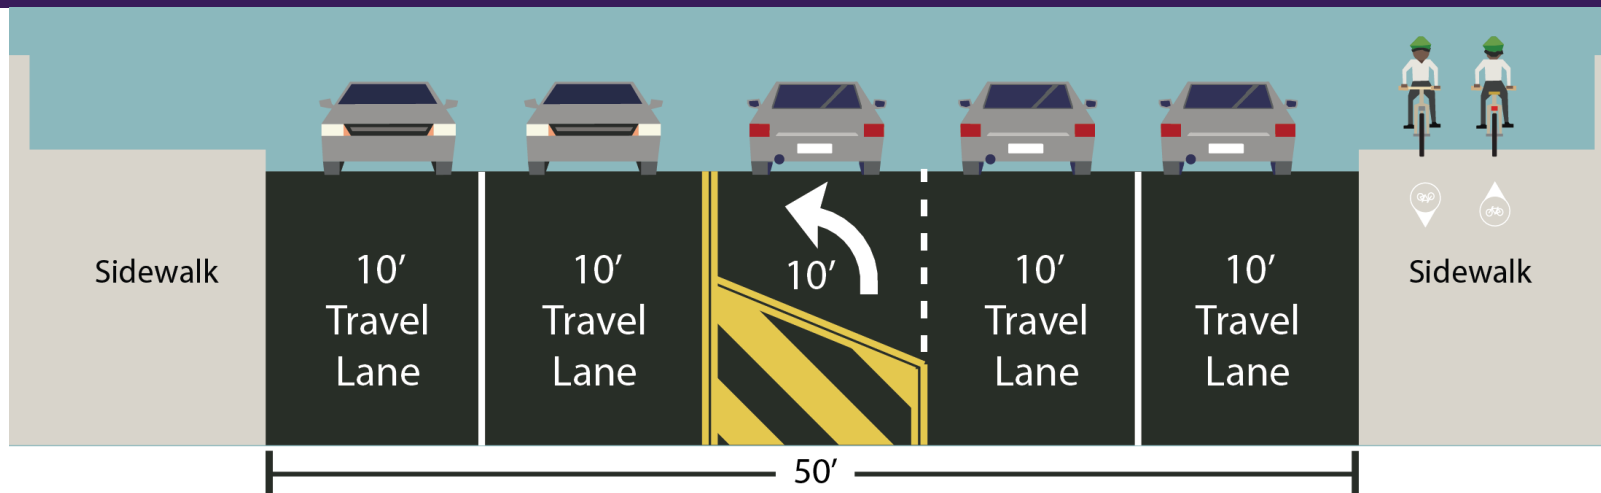 Sidewalk
10′
Travel
Lane
10′
Travel
Lane
10′
10′
Travel
Lane
10′
Travel
Lane
Sidewalk
50′